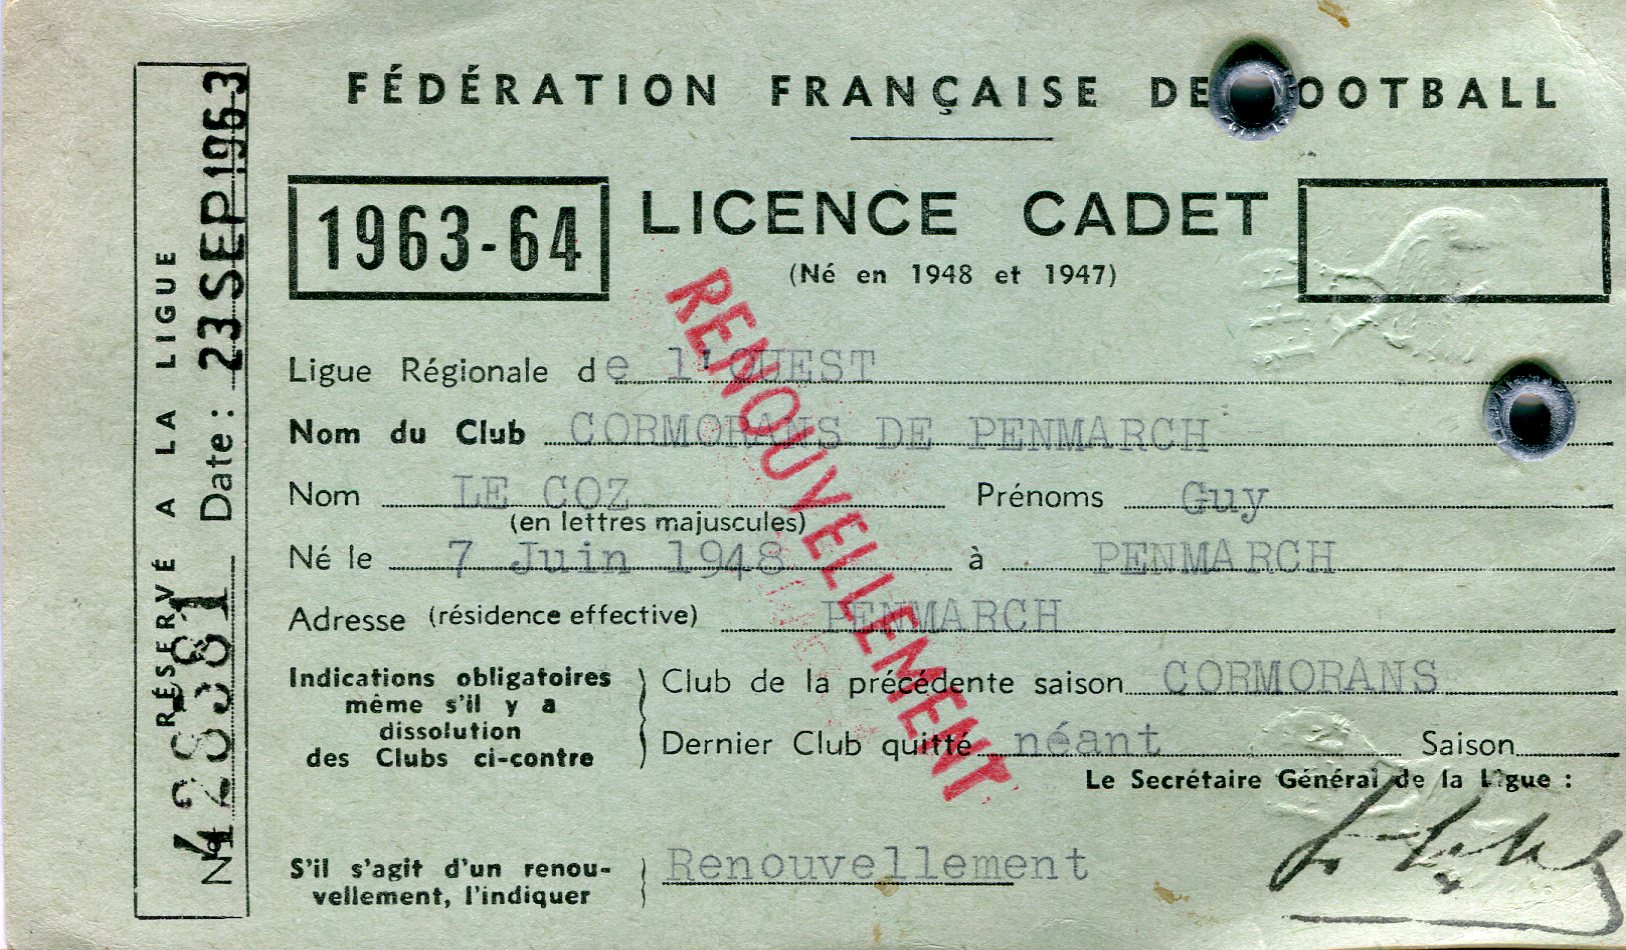 FÉDÉRATION FRANÇAISE DE FOOTBALL
1963-64
LICENCE CADET
(Né en 1948 et 1947)
Ligue Régionale de l'OUEST
Nom du Club CORMORANS DE PENMARCH
Nom LE COZ Prénoms Guy
(en lettres majuscules)
Né le 7 Juin 1948 à PENMARCH
Adresse (résidence effective) PENMARCH
Indications obligatoires
même s'il y a
dissolution
des Clubs ci-contre
Club de la précédente saison CORMORANS
Dernier Club quitté néant Saison
Le Secrétaire Général de la Ligue :
S'il s'agit d'un renou-
vellement, l'indiquer
Renouvellement
RENOUVELLEMENT
RÉSERVÉ A LA LIGUE
Date : 23 SEP 1963
N°